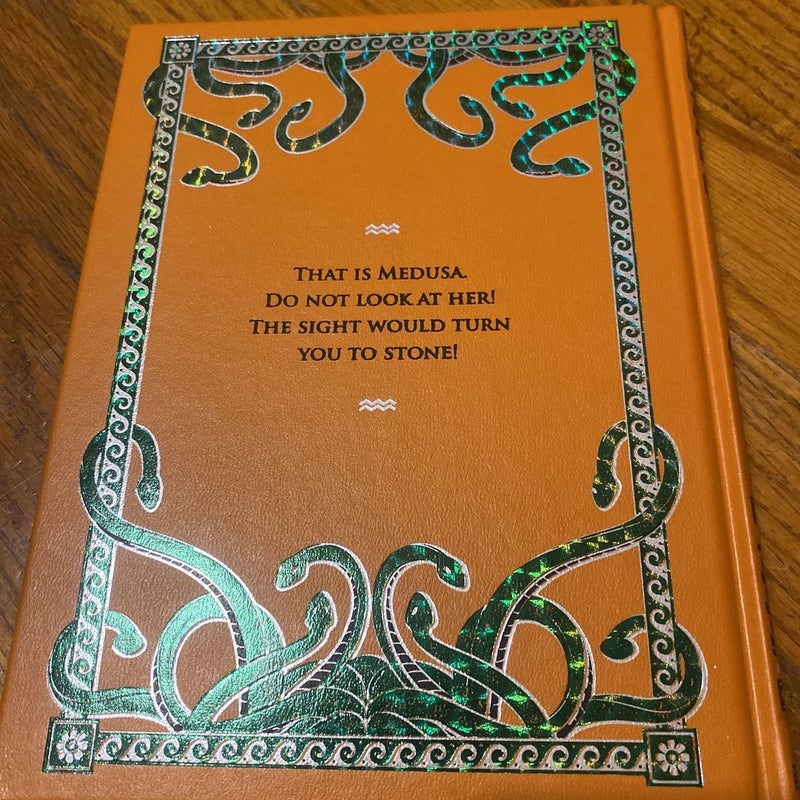 THAT IS MEDUSA.
DO NOT LOOK AT HER!
THE SIGHT WOULD TURN
YOU TO STONE!